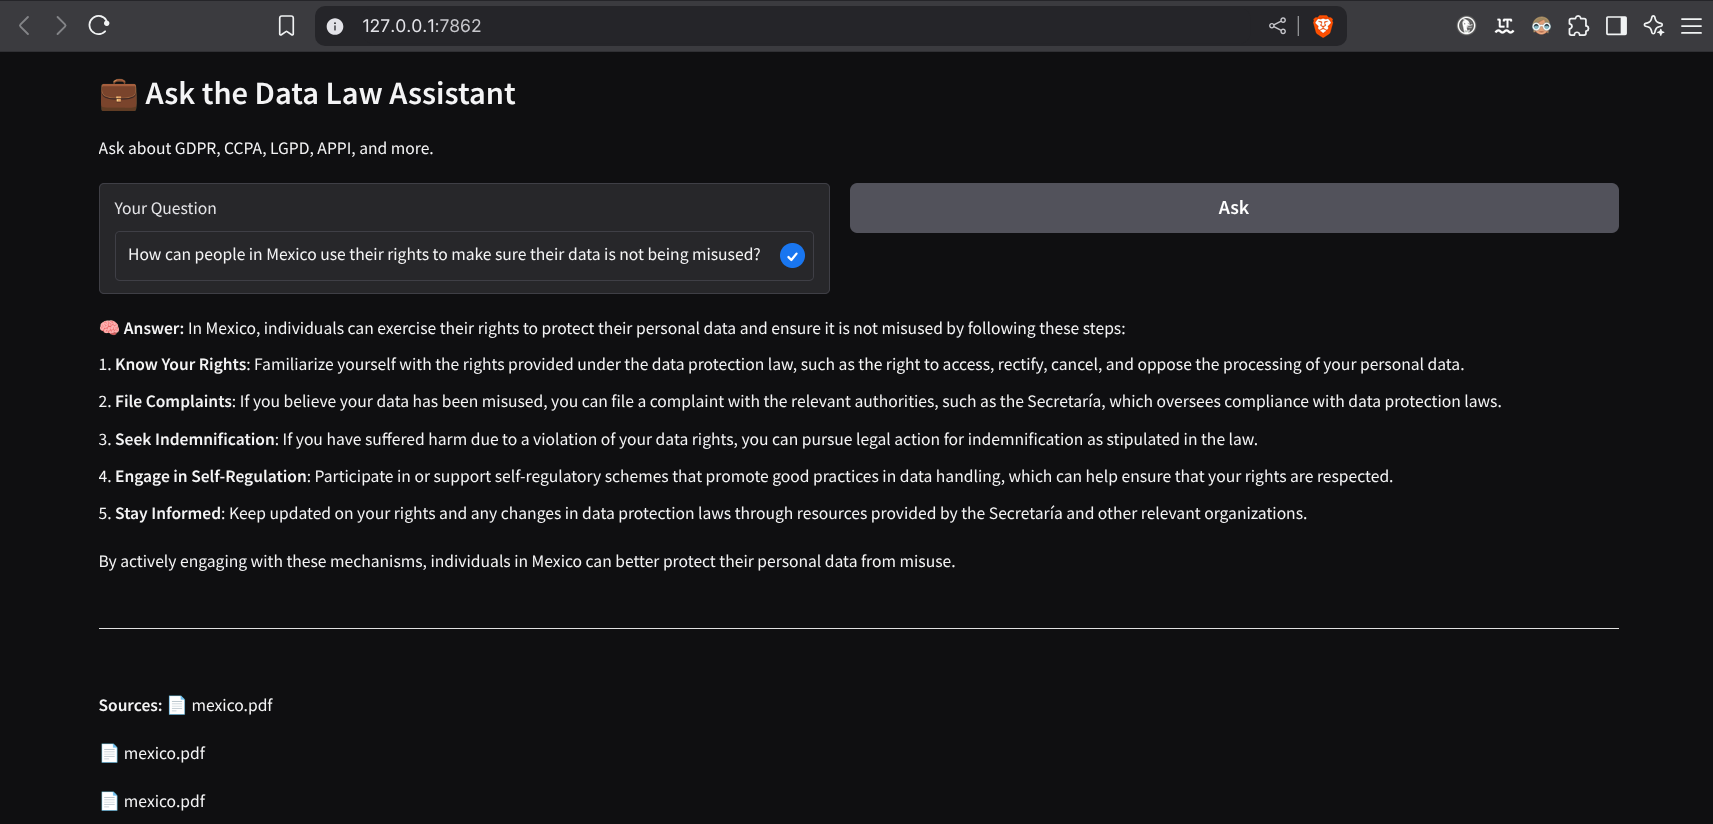 127.0.0.1:7862
💼 Ask the Data Law Assistant
Ask about GDPR, CCPA, LGPD, APPI, and more.
Your Question
How can people in Mexico use their rights to make sure their data is not being misused?
Ask
🧠 Answer: In Mexico, individuals can exercise their rights to protect their personal data and ensure it is not misused by following these steps:
1. Know Your Rights: Familiarize yourself with the rights provided under the data protection law, such as the right to access, rectify, cancel, and oppose the processing of your personal data.
2. File Complaints: If you believe your data has been misused, you can file a complaint with the relevant authorities, such as the Secretaría, which oversees compliance with data protection laws.
3. Seek Indemnification: If you have suffered harm due to a violation of your data rights, you can pursue legal action for indemnification as stipulated in the law.
4. Engage in Self-Regulation: Participate in or support self-regulatory schemes that promote good practices in data handling, which can help ensure that your rights are respected.
5. Stay Informed: Keep updated on your rights and any changes in data protection laws through resources provided by the Secretaría and other relevant organizations.
By actively engaging with these mechanisms, individuals in Mexico can better protect their personal data from misuse.
Sources: 📄 mexico.pdf
📄 mexico.pdf
📄 mexico.pdf